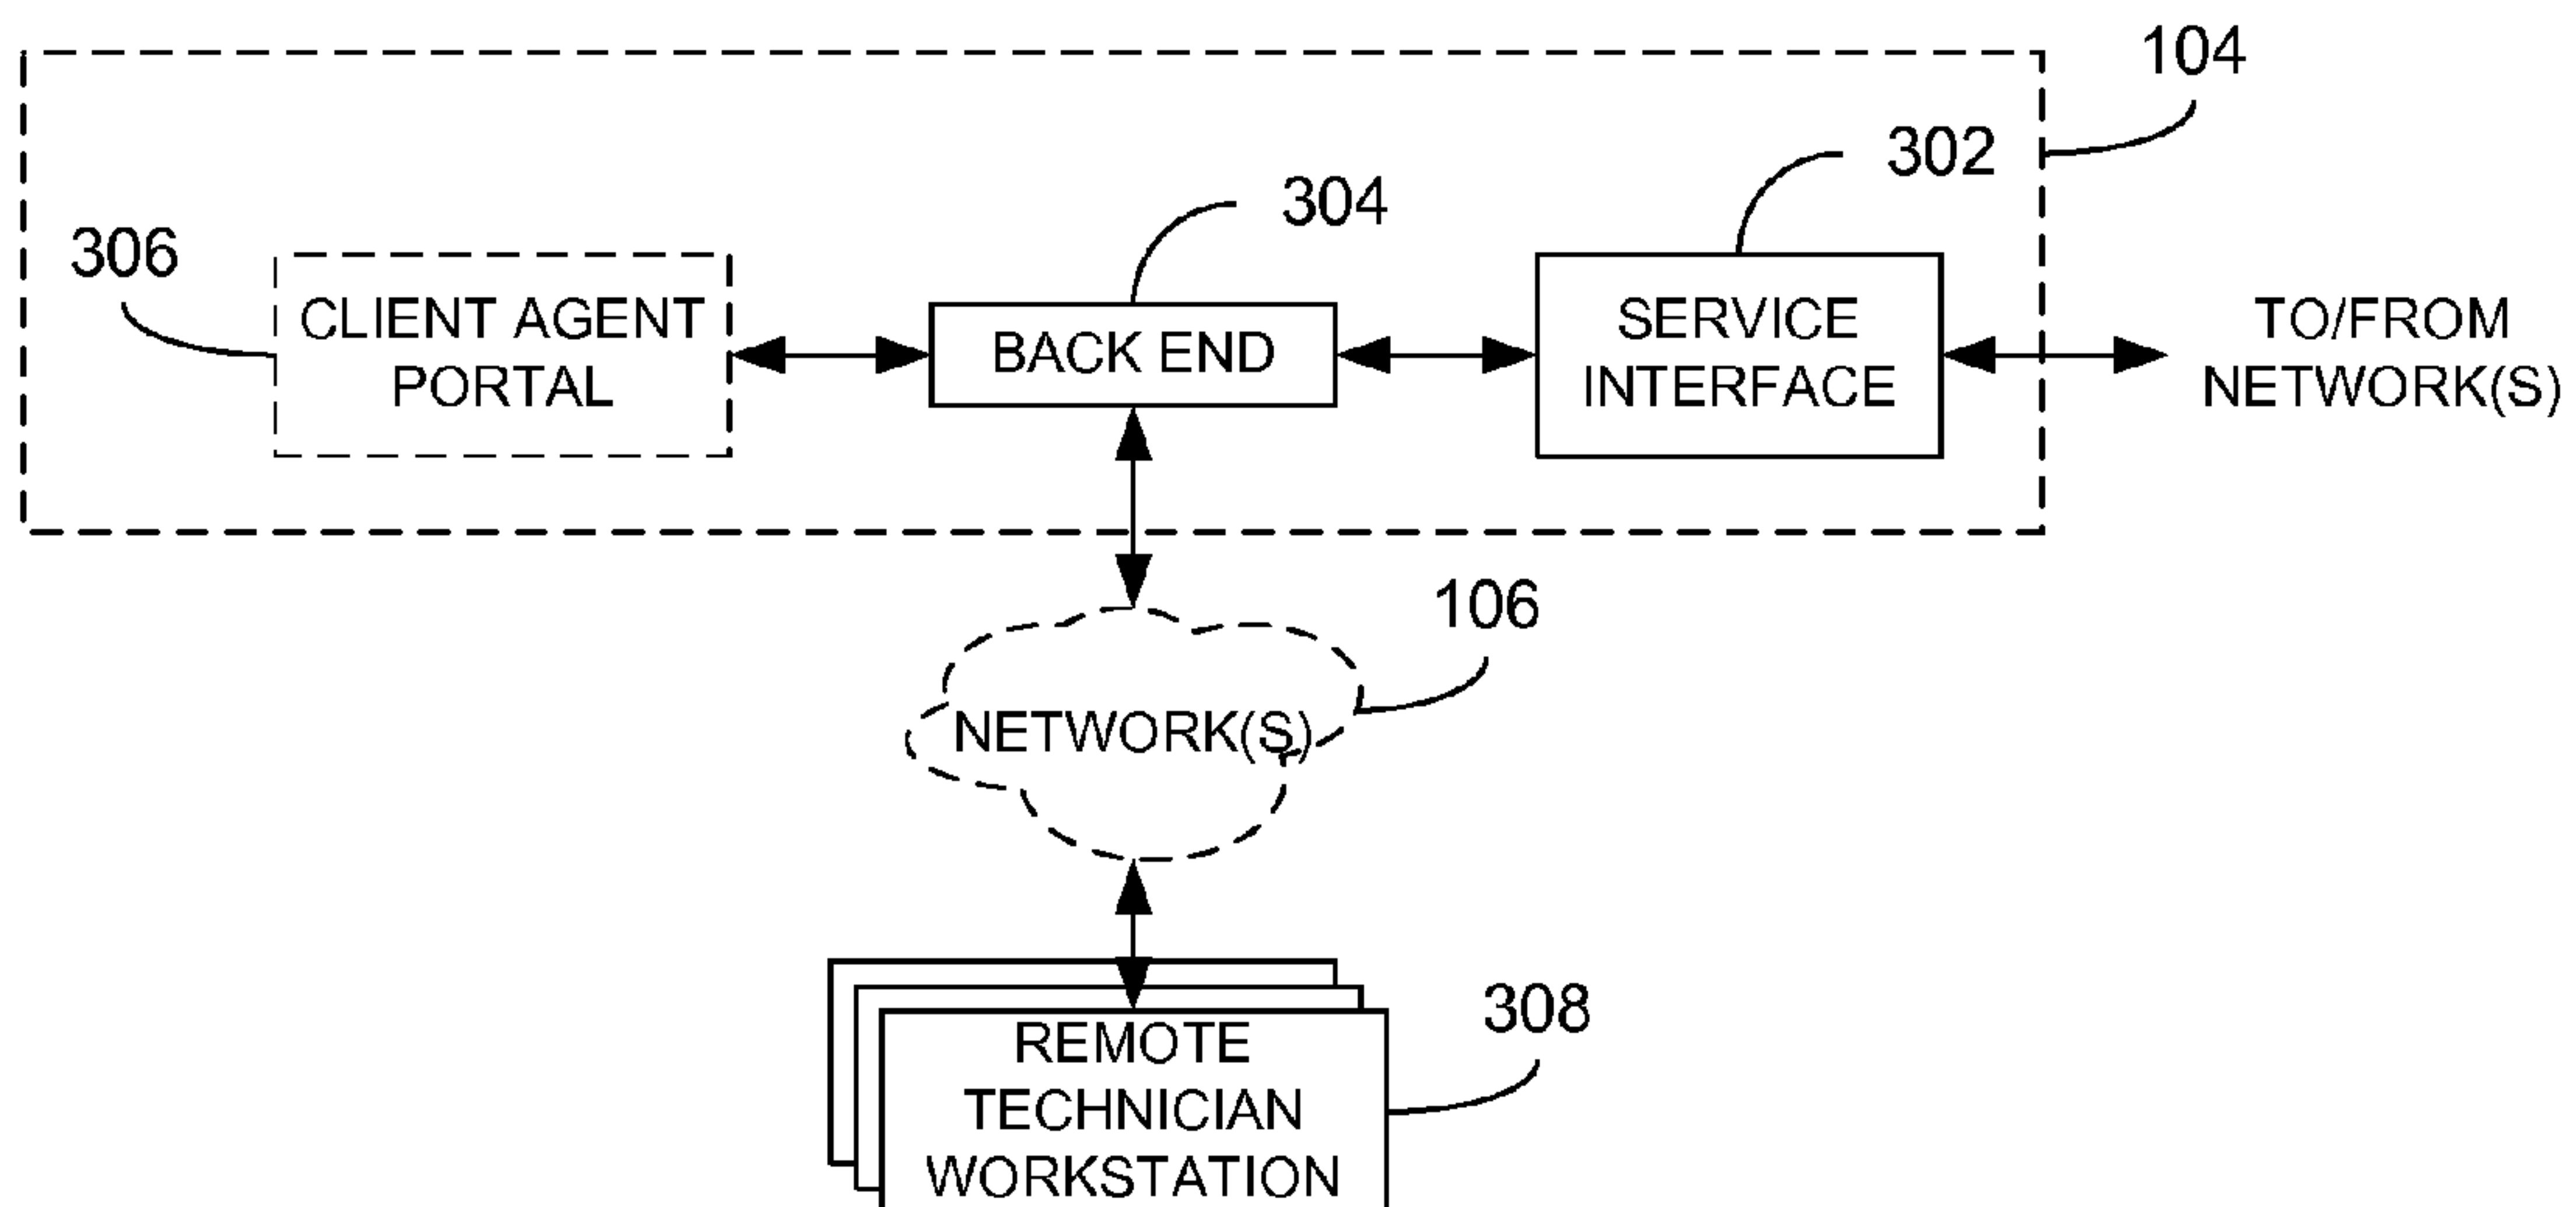 104
302
304
306
CLIENT AGENT
PORTAL
BACK END
SERVICE
INTERFACE
TO/FROM
NETWORK(S)
106
NETWORK(S)
308
REMOTE
TECHNICIAN
WORKSTATION